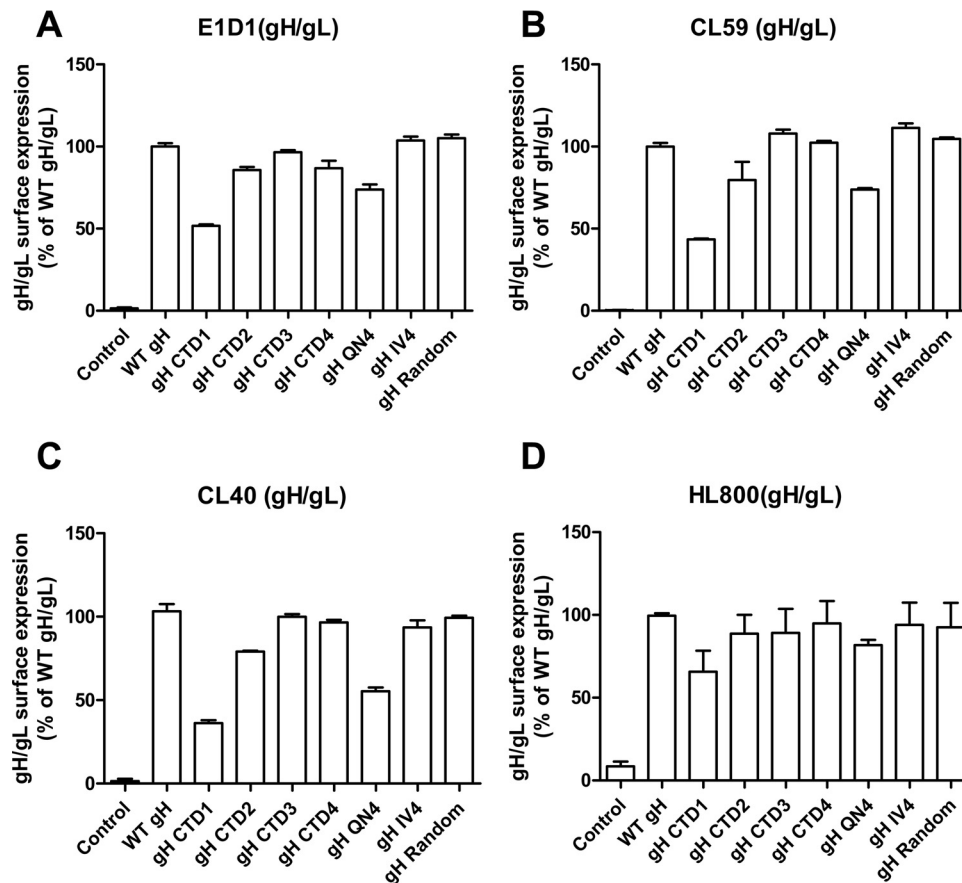 A
E1D1(gH/gL)
gH/gL surface expression
(% of WT gH/gL)
150
100
50
0
Control
WT gH
gH CTD1
gH CTD2
gH CTD3
gH CTD4
gH QN4
gH IV4
gH Random
B
CL59 (gH/gL)
gH/gL surface expression
(% of WT gH/gL)
150
100
50
0
Control
WT gH
gH CTD1
gH CTD2
gH CTD3
gH CTD4
gH QN4
gH IV4
gH Random
C
CL40 (gH/gL)
gH/gL surface expression
(% of WT gH/gL)
150
100
50
0
Control
WT gH
gH CTD1
gH CTD2
gH CTD3
gH CTD4
gH QN4
gH IV4
gH Random
D
HL800(gH/gL)
gH/gL surface expression
(% of WT gH/gL)
150
100
50
0
Control
WT gH
gH CTD1
gH CTD2
gH CTD3
gH CTD4
gH QN4
gH IV4
gH Random